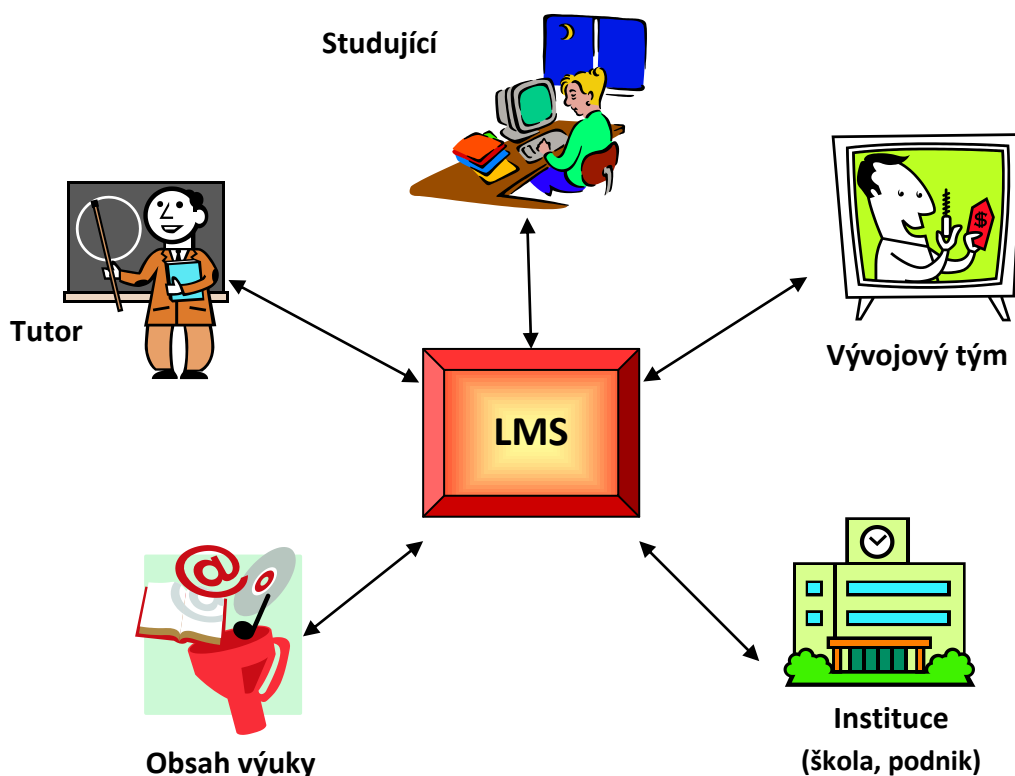 Studující
Tutor
Vývojový tým
LMS
Obsah výuky
Instituce
(škola, podnik)